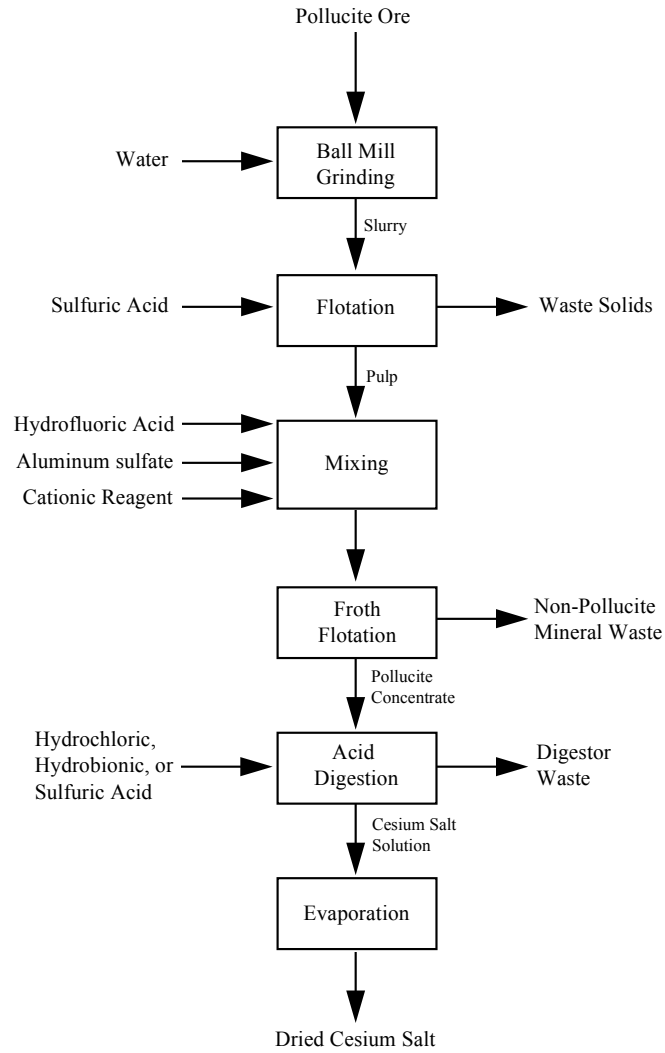 Pollucite Ore
Water
Ball Mill
Grinding
Slurry
Sulfuric Acid
Flotation
Waste Solids
Pulp
Hydrofluoric Acid
Aluminum sulfate
Cationic Reagent
Mixing
Froth
Flotation
Non-Pollucite
Mineral Waste
Pollucite
Concentrate
Hydrochloric,
Hydrobionic, or
Sulfuric Acid
Acid
Digestion
Digestor
Waste
Cesium Salt
Solution
Evaporation
Dried Cesium Salt